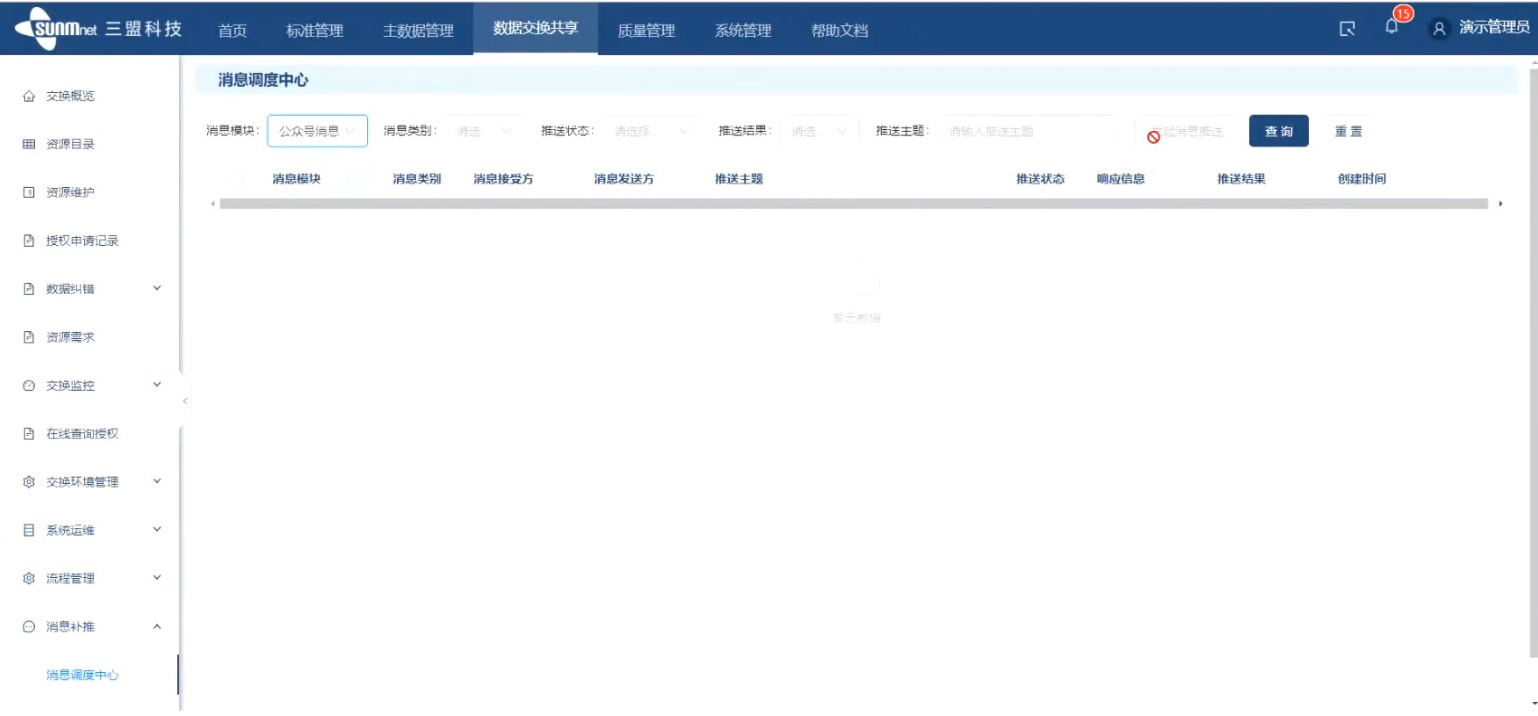 sunmnet 三盟科技 首页 标准管理 主数据管理 数据交换共享 质量管理 系统管理 帮助文档 15 演示管理员
消息调度中心
交换概览
资源目录
资源维护
授权申请记录
数据纠错
资源需求
交换监控
在线查询授权
交换环境管理
系统运维
流程管理
消息补推
消息调度中心
消息模块: 公众号消息 消息类别: 请选 推送状态: 请选择 推送结果: 请选 推送主题: 请输入推送主题 起消息推送 查询 重置
消息模块 消息类别 消息接受方 消息发送方 推送主题 推送状态 响应信息 推送结果 创建时间
暂无数据